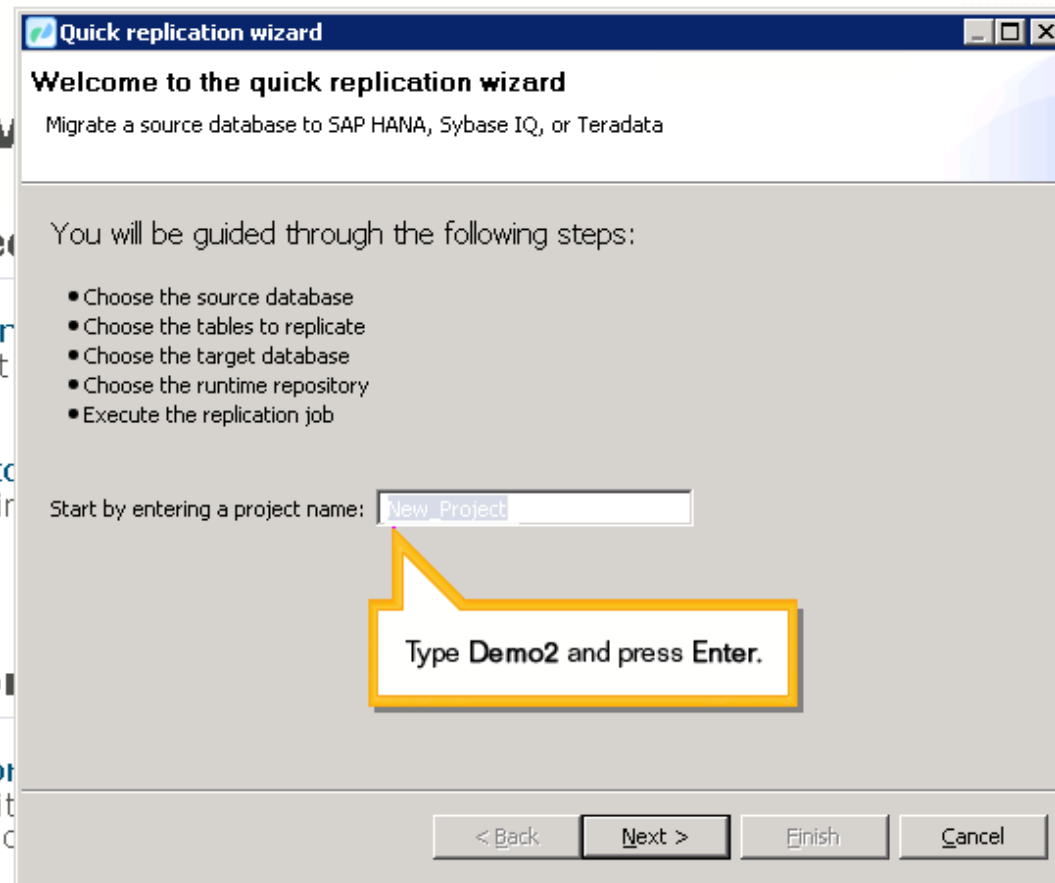 Quick replication wizard
Welcome to the quick replication wizard
Migrate a source database to SAP HANA, Sybase IQ, or Teradata
You will be guided through the following steps:
• Choose the source database
• Choose the tables to replicate
• Choose the target database
• Choose the runtime repository
• Execute the replication job
Start by entering a project name: New_Project
Type Demo2 and press Enter.
< Back Next > Finish Cancel